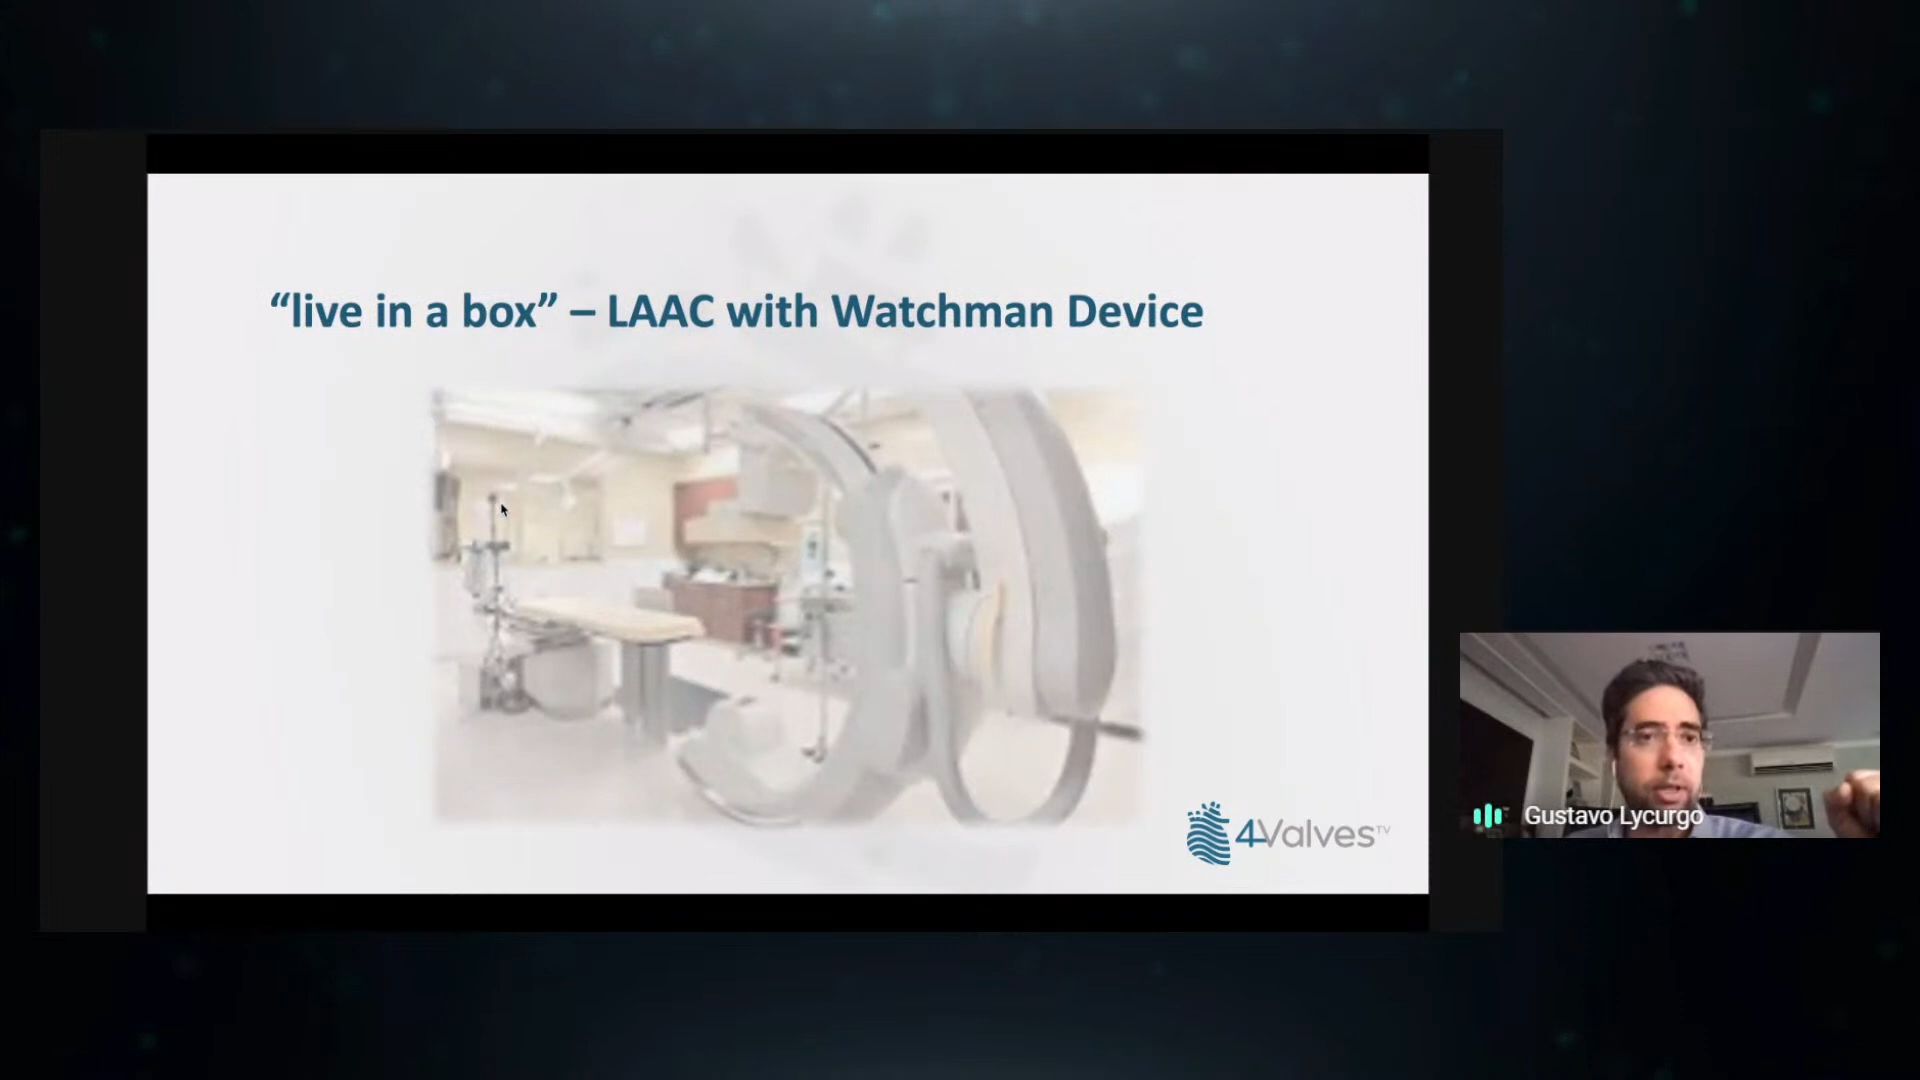 “live in a box” – LAAC with Watchman Device
4Valves TV
Gustavo Lycurgo